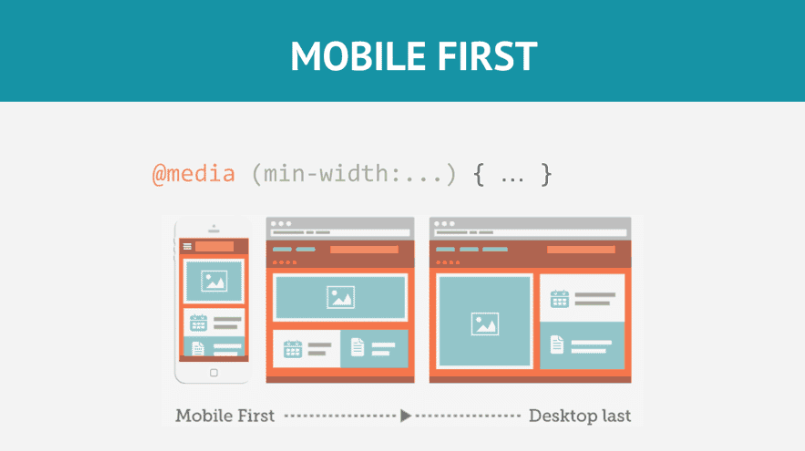 MOBILE FIRST
@media (min-width:...) { ... }
Mobile First
Desktop last